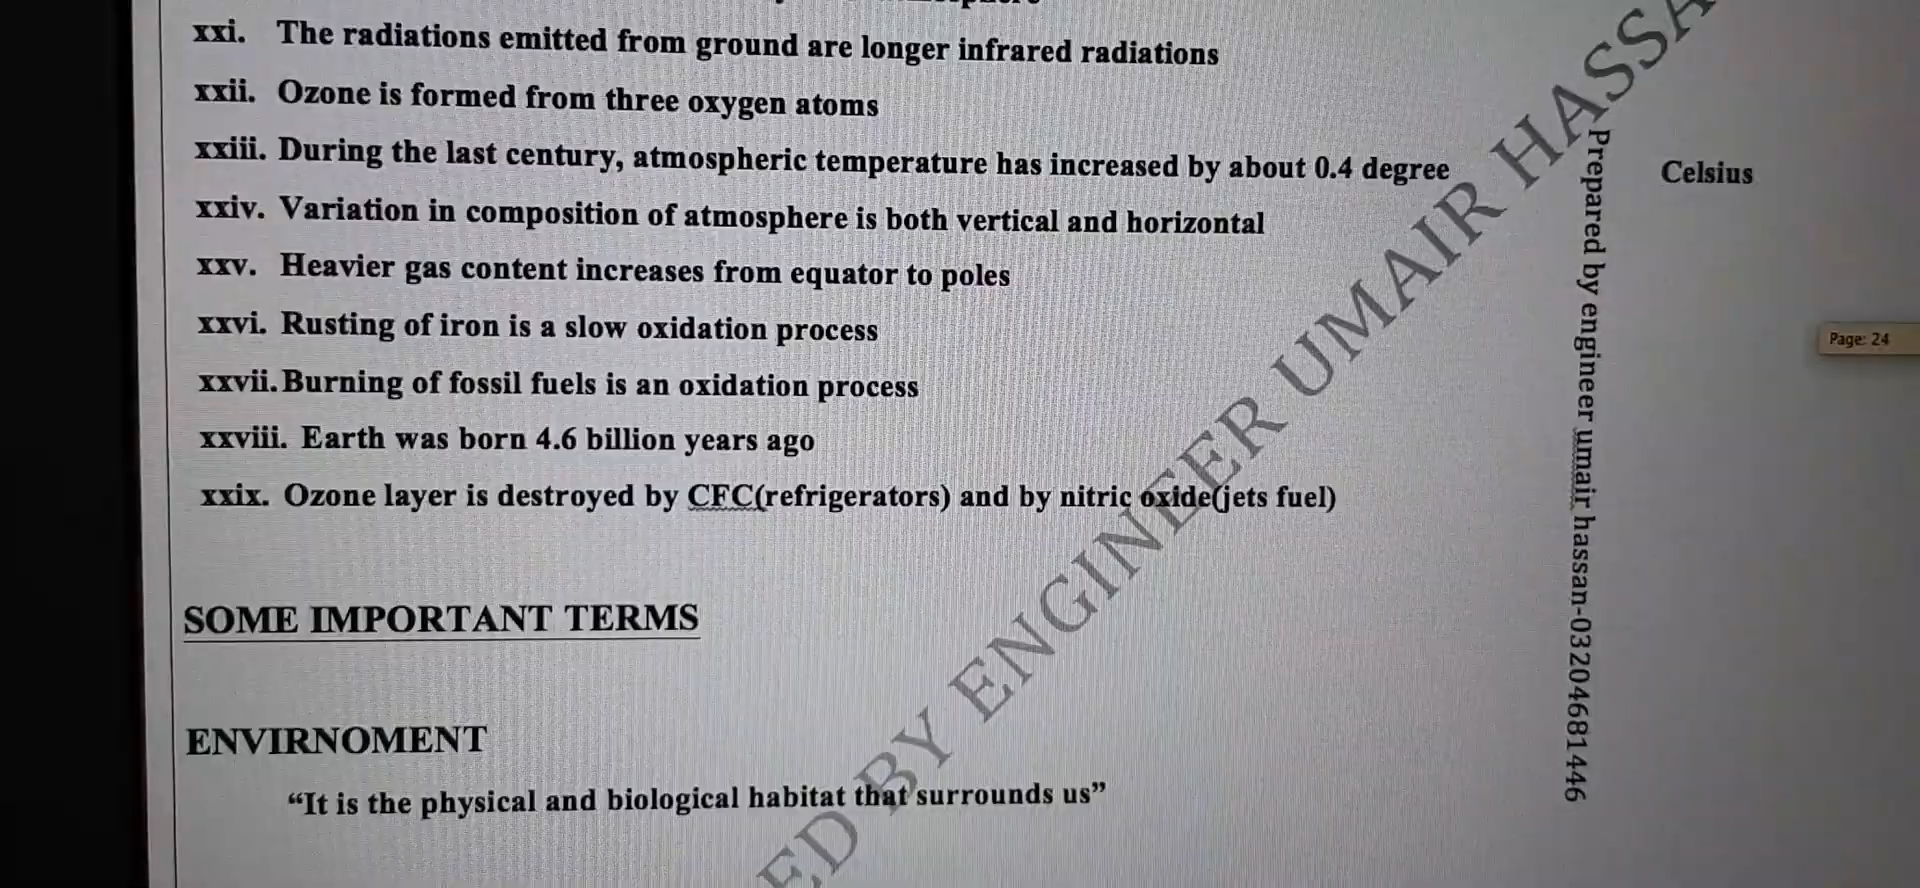 xxi. The radiations emitted from ground are longer infrared radiations
xxii. Ozone is formed from three oxygen atoms
xxiii. During the last century, atmospheric temperature has increased by about 0.4 degree Celsius
xxiv. Variation in composition of atmosphere is both vertical and horizontal
xxv. Heavier gas content increases from equator to poles
xxvi. Rusting of iron is a slow oxidation process
xxvii. Burning of fossil fuels is an oxidation process
xxviii. Earth was born 4.6 billion years ago
xxix. Ozone layer is destroyed by CFC(refrigerators) and by nitric oxide(jets fuel)
SOME IMPORTANT TERMS
ENVIRNOMENT
“It is the physical and biological habitat that surrounds us”
BY ENGINEER UMAIR
Prepared by engineer umair hassan-03204681446
Page: 24